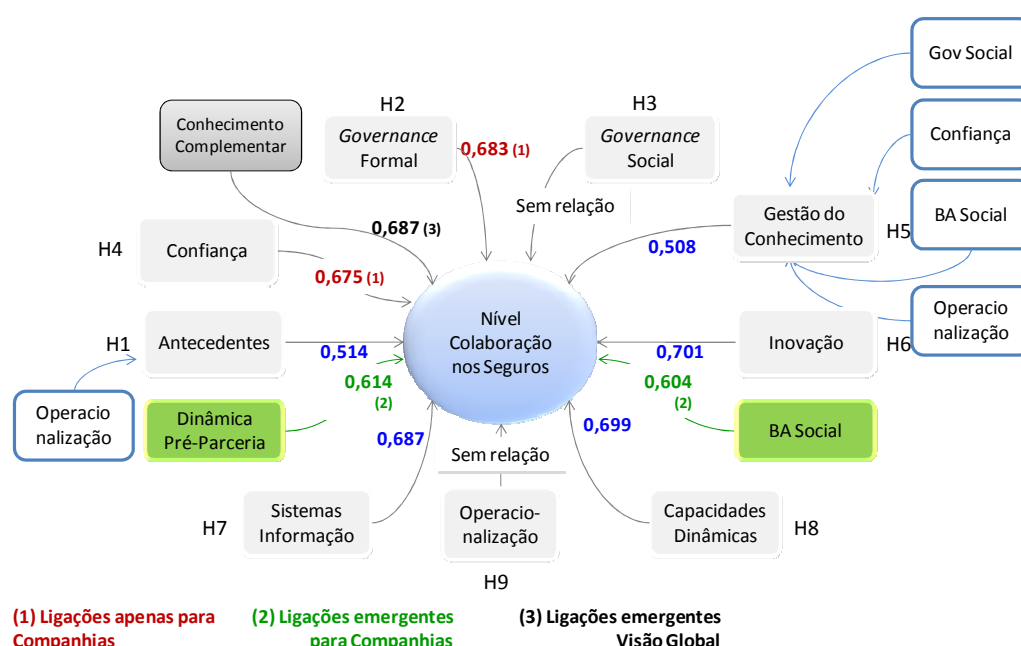 Gov Social
H2
H3
Conhecimento
Complementar
Governance
Formal
0,683 (1)
Governance
Social
Confiança
Sem relação
Gestão do
Conhecimento
H5
BA Social
0,687 (3)
H4
Confiança
0,675 (1)
0,508
Operacio
nalização
H1
Antecedentes
0,514
Nível
Colaboração
nos Seguros
0,701
Inovação
H6
0,614
(2)
0,604
(2)
Operacio
nalização
Dinâmica
Pré-Parceria
0,687
0,699
BA Social
Sem relação
H7
Sistemas
Informação
Operacio-
nalização
Capacidades
Dinâmicas
H8
H9
(1) Ligações apenas para
Companhias
(2) Ligações emergentes
para Companhias
(3) Ligações emergentes
Visão Global